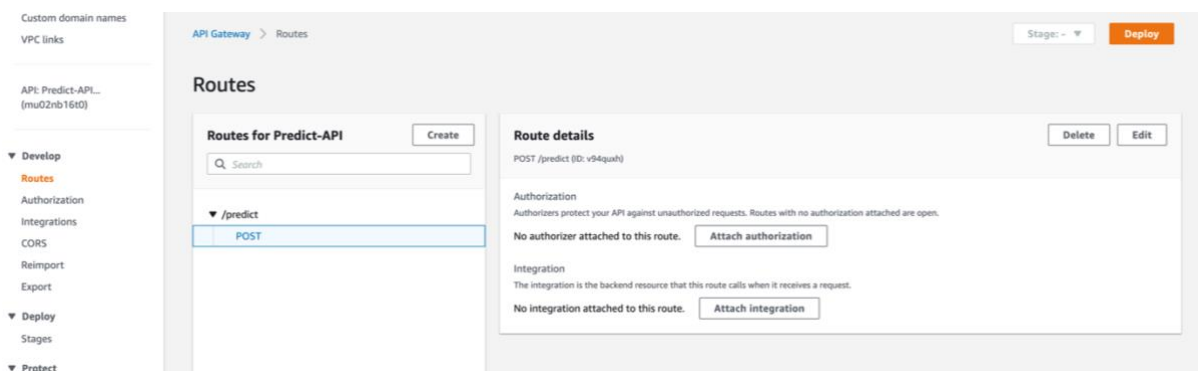 Custom domain names
VPC links
API: Predict-API...
(mu02nb16t0)
▼ Develop
Routes
Authorization
Integrations
CORS
Reimport
Export
▼ Deploy
Stages
▼ Protect
API Gateway > Routes
Stage: - ▼
Deploy
Routes
Routes for Predict-API
Create
Search
▼ /predict
POST
Route details
Delete
Edit
POST /predict (ID: v94quxh)
Authorization
Authorizers protect your API against unauthorized requests. Routes with no authorization attached are open.
No authorizer attached to this route. Attach authorization
Integration
The integration is the backend resource that this route calls when it receives a request.
No integration attached to this route. Attach integration